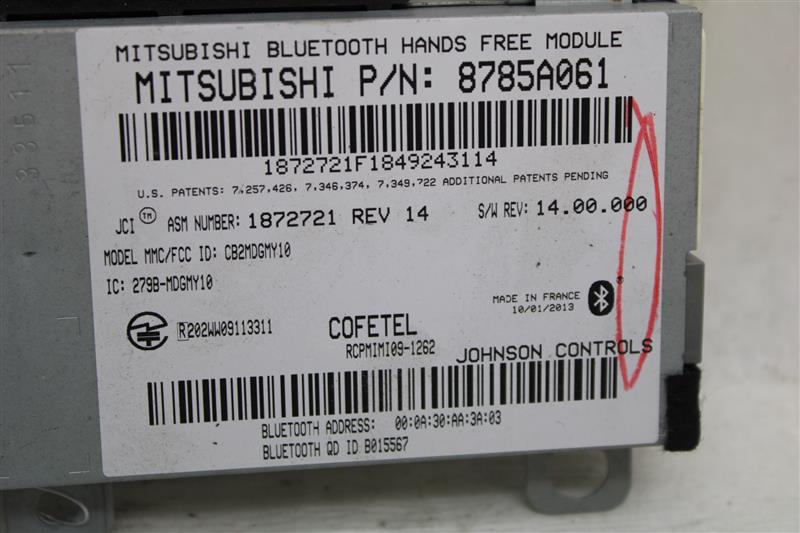 MITSUBISHI BLUETOOTH HANDS FREE MODULE
MITSUBISHI P/N: 8785A061
1872721F1849243114
U.S. PATENTS: 7,257,426, 7,346,374, 7,349,722 ADDITIONAL PATENTS PENDING
JCI TM ASM NUMBER: 1872721 REV 14 S/W REV: 14.00.000
MODEL MMC/FCC ID: CB2MDGMY10
IC: 279B-MDGMY10
MADE IN FRANCE
10/01/2013
R 202WW09113311
COFETEL
RCPMIMI09-1262
JOHNSON CONTROLS
BLUETOOTH ADDRESS: 00:0A:30:AA:3A:03
BLUETOOTH QD ID B015567
33511